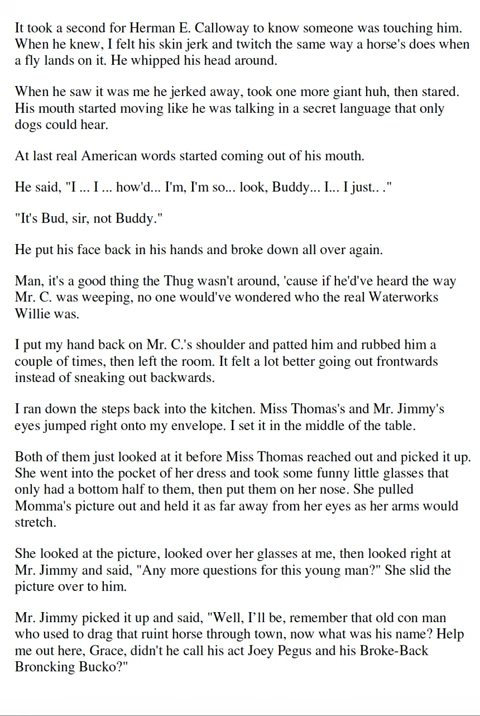 It took a second for Herman E. Calloway to know someone was touching him.
When he knew, I felt his skin jerk and twitch the same way a horse's does when
a fly lands on it. He whipped his head around.
When he saw it was me he jerked away, took one more giant huh, then stared.
His mouth started moving like he was talking in a secret language that only
dogs could hear.
At last real American words started coming out of his mouth.
He said, "I ... I ... how'd... I'm, I'm so... look, Buddy... I... I just.. ."
"It's Bud, sir, not Buddy."
He put his face back in his hands and broke down all over again.
Man, it's a good thing the Thug wasn't around, 'cause if he'd've heard the way
Mr. C. was weeping, no one would've wondered who the real Waterworks
Willie was.
I put my hand back on Mr. C.'s shoulder and patted him and rubbed him a
couple of times, then left the room. It felt a lot better going out frontwards
instead of sneaking out backwards.
I ran down the steps back into the kitchen. Miss Thomas's and Mr. Jimmy's
eyes jumped right onto my envelope. I set it in the middle of the table.
Both of them just looked at it before Miss Thomas reached out and picked it up.
She went into the pocket of her dress and took some funny little glasses that
only had a bottom half to them, then put them on her nose. She pulled
Momma's picture out and held it as far away from her eyes as her arms would
stretch.
She looked at the picture, looked over her glasses at me, then looked right at
Mr. Jimmy and said, "Any more questions for this young man?" She slid the
picture over to him.
Mr. Jimmy picked it up and said, "Well, I’ll be, remember that old con man
who used to drag that ruint horse through town, now what was his name? Help
me out here, Grace, didn't he call his act Joey Pegus and his Broke-Back
Broncking Bucko?"